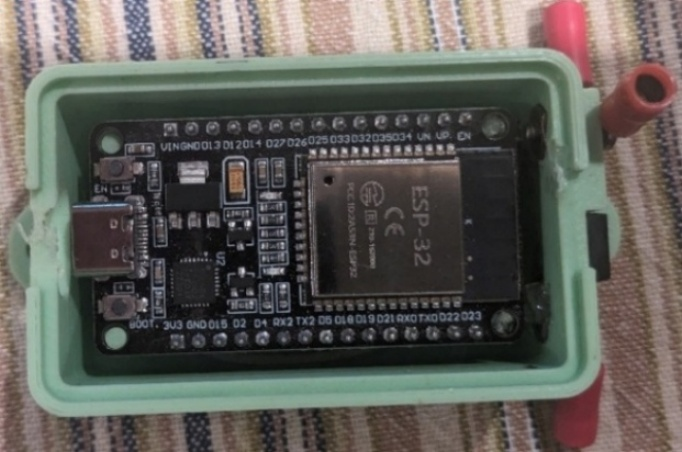 VIN GND D13 D12 D14 D27 D26 D25 D33 D32 D35 D34 VN VP EN
EN
ESP-32
CE
BOOT
3V3 GND D15 D2 D4 RX2 TX2 D5 D18 D19 D21 RX0 TX0 D22 D23